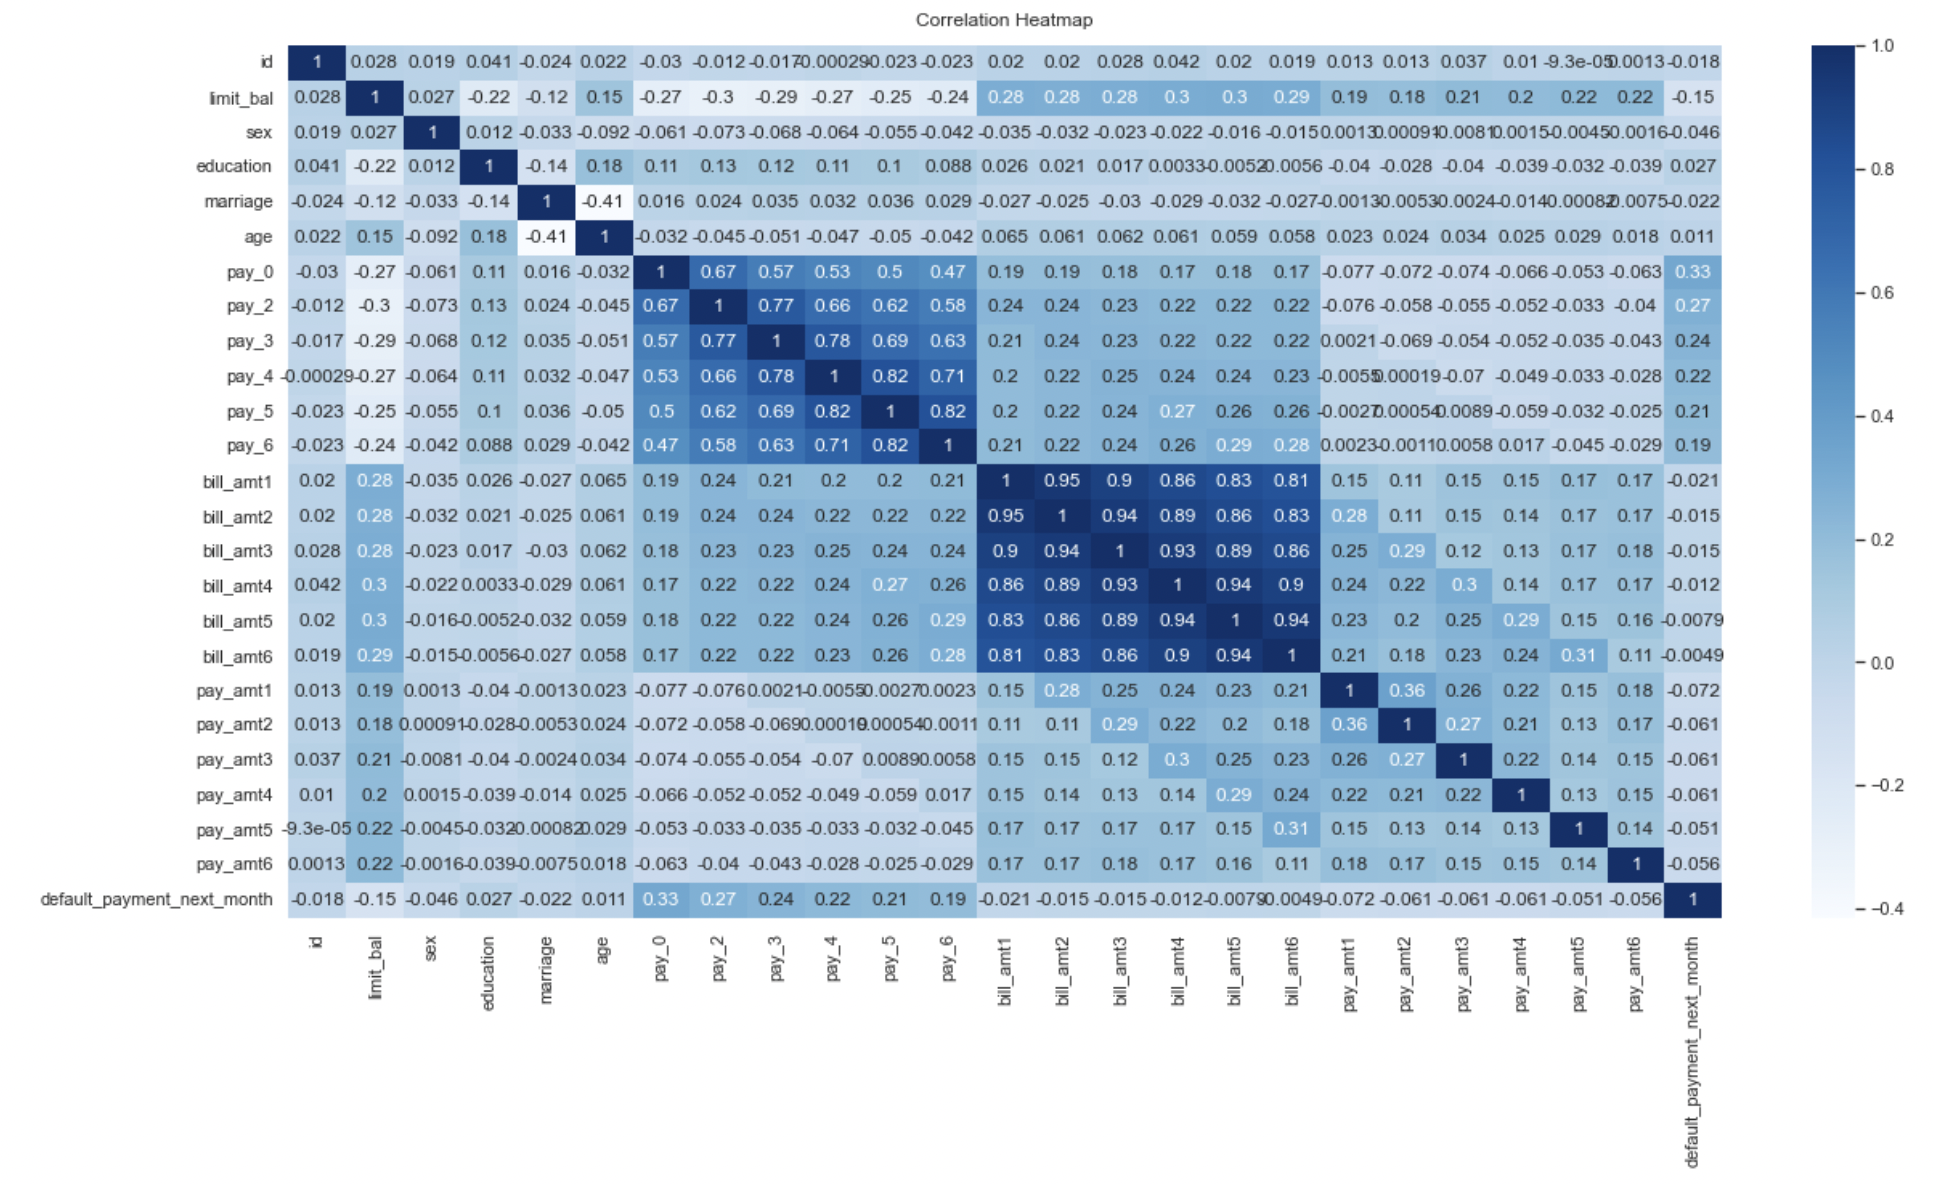 Correlation Heatmap
id 1 0.028 0.019 0.041 -0.024 0.022 -0.03 -0.012 -0.017 -0.00029 -0.023 -0.023 0.02 0.02 0.028 0.042 0.02 0.019 0.013 0.013 0.037 0.01 -9.3e-05 0.0013 -0.018
limit_bal 0.028 1 0.027 -0.22 -0.12 0.15 -0.27 -0.3 -0.29 -0.27 -0.25 -0.24 0.28 0.28 0.28 0.3 0.3 0.29 0.19 0.18 0.21 0.2 0.22 0.22 -0.15
sex 0.019 0.027 1 0.012 -0.033 -0.092 -0.061 -0.073 -0.068 -0.064 -0.055 -0.042 -0.035 -0.032 -0.023 -0.022 -0.016 -0.015 0.0013 0.00091 -0.0081 0.0015 -0.0045 -0.0016 -0.046
education 0.041 -0.22 0.012 1 -0.14 0.18 0.11 0.13 0.12 0.11 0.1 0.088 0.026 0.021 0.017 0.0033 -0.0052 -0.0056 -0.04 -0.028 -0.04 -0.039 -0.032 -0.039 0.027
marriage -0.024 -0.12 -0.033 -0.14 1 -0.41 0.016 0.024 0.035 0.032 0.036 0.029 -0.027 -0.025 -0.03 -0.029 -0.032 -0.027 -0.0013 -0.0053 -0.0024 -0.014 -0.00082 -0.0075 -0.022
age 0.022 0.15 -0.092 0.18 -0.41 1 -0.032 -0.045 -0.051 -0.047 -0.05 -0.042 0.065 0.061 0.062 0.061 0.059 0.058 0.023 0.024 0.034 0.025 0.029 0.018 0.011
pay_0 -0.03 -0.27 -0.061 0.11 0.016 -0.032 1 0.67 0.57 0.53 0.5 0.47 0.19 0.19 0.18 0.17 0.18 0.17 -0.077 -0.072 -0.074 -0.066 -0.053 -0.063 0.33
pay_2 -0.012 -0.3 -0.073 0.13 0.024 -0.045 0.67 1 0.77 0.66 0.62 0.58 0.24 0.24 0.23 0.22 0.22 0.22 -0.076 -0.058 -0.055 -0.052 -0.033 -0.04 0.27
pay_3 -0.017 -0.29 -0.068 0.12 0.035 -0.051 0.57 0.77 1 0.78 0.69 0.63 0.21 0.24 0.23 0.22 0.22 0.22 0.0021 -0.069 -0.054 -0.052 -0.035 -0.043 0.24
pay_4 -0.00029 -0.27 -0.064 0.11 0.032 -0.047 0.53 0.66 0.78 1 0.82 0.71 0.2 0.22 0.25 0.24 0.24 0.23 -0.0055 0.00019 -0.07 -0.049 -0.033 -0.028 0.22
pay_5 -0.023 -0.25 -0.055 0.1 0.036 -0.05 0.5 0.62 0.69 0.82 1 0.82 0.2 0.22 0.24 0.27 0.26 0.26 -0.0027 0.00054 0.0089 -0.059 -0.032 -0.025 0.21
pay_6 -0.023 -0.24 -0.042 0.088 0.029 -0.042 0.47 0.58 0.63 0.71 0.82 1 0.21 0.22 0.24 0.26 0.29 0.28 0.0023 -0.0011 0.0058 0.017 -0.045 -0.029 0.19
bill_amt1 0.02 0.28 -0.035 0.026 -0.027 0.065 0.19 0.24 0.21 0.2 0.2 0.21 1 0.95 0.9 0.86 0.83 0.81 0.15 0.11 0.15 0.15 0.17 0.17 -0.021
bill_amt2 0.02 0.28 -0.032 0.021 -0.025 0.061 0.19 0.24 0.24 0.22 0.22 0.22 0.95 1 0.94 0.89 0.86 0.83 0.28 0.11 0.15 0.14 0.17 0.17 -0.015
bill_amt3 0.028 0.28 -0.023 0.017 -0.03 0.062 0.18 0.23 0.23 0.25 0.24 0.24 0.9 0.94 1 0.93 0.89 0.86 0.25 0.29 0.12 0.13 0.17 0.18 -0.015
bill_amt4 0.042 0.3 -0.022 0.0033 -0.029 0.061 0.17 0.22 0.22 0.24 0.27 0.26 0.86 0.89 0.93 1 0.94 0.9 0.24 0.22 0.3 0.14 0.17 0.17 -0.012
bill_amt5 0.02 0.3 -0.016 -0.0052 -0.032 0.059 0.18 0.22 0.22 0.24 0.26 0.29 0.83 0.86 0.89 0.94 1 0.94 0.23 0.2 0.25 0.29 0.15 0.16 -0.0079
bill_amt6 0.019 0.29 -0.015 -0.0056 -0.027 0.058 0.17 0.22 0.22 0.23 0.26 0.28 0.81 0.83 0.86 0.9 0.94 1 0.21 0.18 0.23 0.24 0.31 0.11 -0.0049
pay_amt1 0.013 0.19 0.0013 -0.04 -0.0013 0.023 -0.077 -0.076 0.0021 -0.0055 -0.0027 0.0023 0.15 0.28 0.25 0.24 0.23 0.21 1 0.36 0.26 0.22 0.15 0.18 -0.072
pay_amt2 0.013 0.18 0.00091 -0.028 -0.0053 0.024 -0.072 -0.058 -0.069 0.00019 0.00054 -0.0011 0.11 0.11 0.29 0.22 0.2 0.18 0.36 1 0.27 0.21 0.13 0.17 -0.061
pay_amt3 0.037 0.21 -0.0081 -0.04 -0.0024 0.034 -0.074 -0.055 -0.054 -0.07 0.0089 0.0058 0.15 0.15 0.12 0.3 0.25 0.23 0.26 0.27 1 0.22 0.14 0.15 -0.061
pay_amt4 0.01 0.2 0.0015 -0.039 -0.014 0.025 -0.066 -0.052 -0.052 -0.049 -0.059 0.017 0.15 0.14 0.13 0.14 0.29 0.24 0.22 0.21 0.22 1 0.13 0.15 -0.061
pay_amt5 -9.3e-05 0.22 -0.0045 -0.032 -0.00082 0.029 -0.053 -0.033 -0.035 -0.033 -0.032 -0.045 0.17 0.17 0.17 0.17 0.15 0.31 0.15 0.13 0.14 0.13 1 0.14 -0.051
pay_amt6 0.0013 0.22 -0.0016 -0.039 -0.0075 0.018 -0.063 -0.04 -0.043 -0.028 -0.025 -0.029 0.17 0.17 0.18 0.17 0.16 0.11 0.18 0.17 0.15 0.15 0.14 1 -0.056
default_payment_next_month -0.018 -0.15 -0.046 0.027 -0.022 0.011 0.33 0.27 0.24 0.22 0.21 0.19 -0.021 -0.015 -0.015 -0.012 -0.0079 -0.0049 -0.072 -0.061 -0.061 -0.061 -0.051 -0.056 1
id limit_bal sex education marriage age pay_0 pay_2 pay_3 pay_4 pay_5 pay_6 bill_amt1 bill_amt2 bill_amt3 bill_amt4 bill_amt5 bill_amt6 pay_amt1 pay_amt2 pay_amt3 pay_amt4 pay_amt5 pay_amt6 default_payment_next_month
1.0
0.8
0.6
0.4
0.2
0.0
−0.2
−0.4